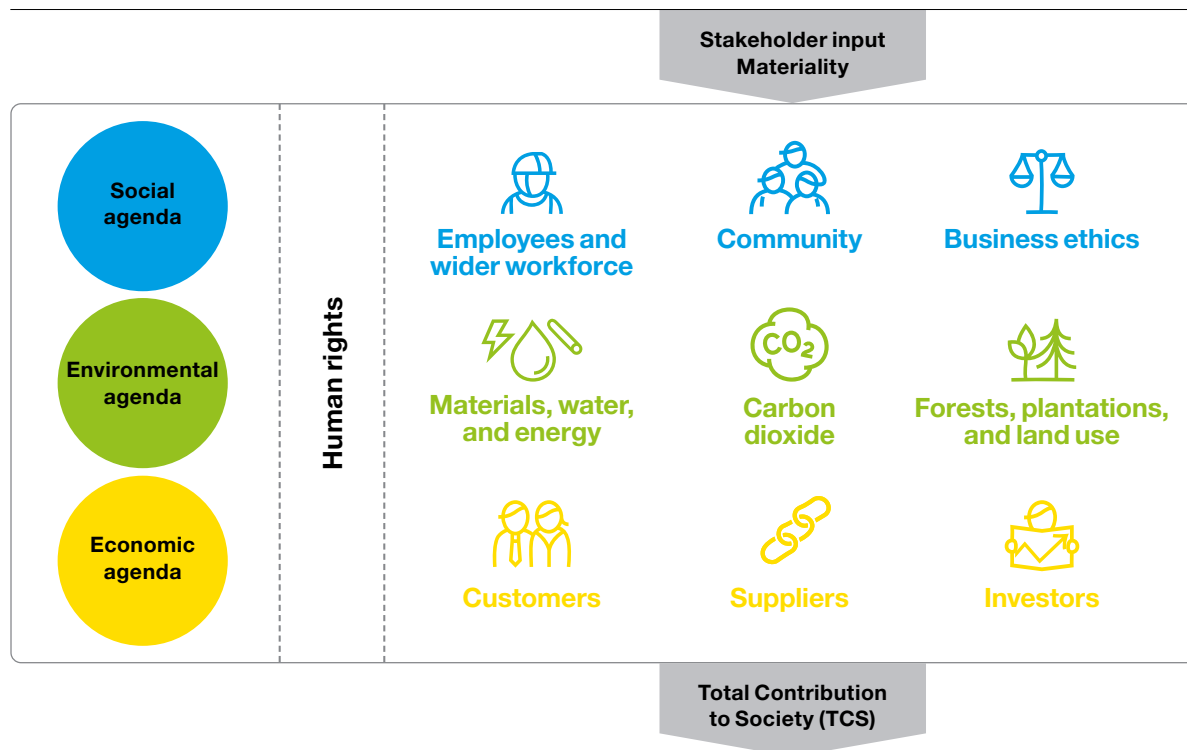 Stakeholder input
Materiality
Social
agenda
Employees and
wider workforce
Community
Business ethics
Human rights
Environmental
agenda
CO₂
Materials, water,
and energy
Carbon
dioxide
Forests, plantations,
and land use
Economic
agenda
Customers
Suppliers
Investors
Total Contribution
to Society (TCS)